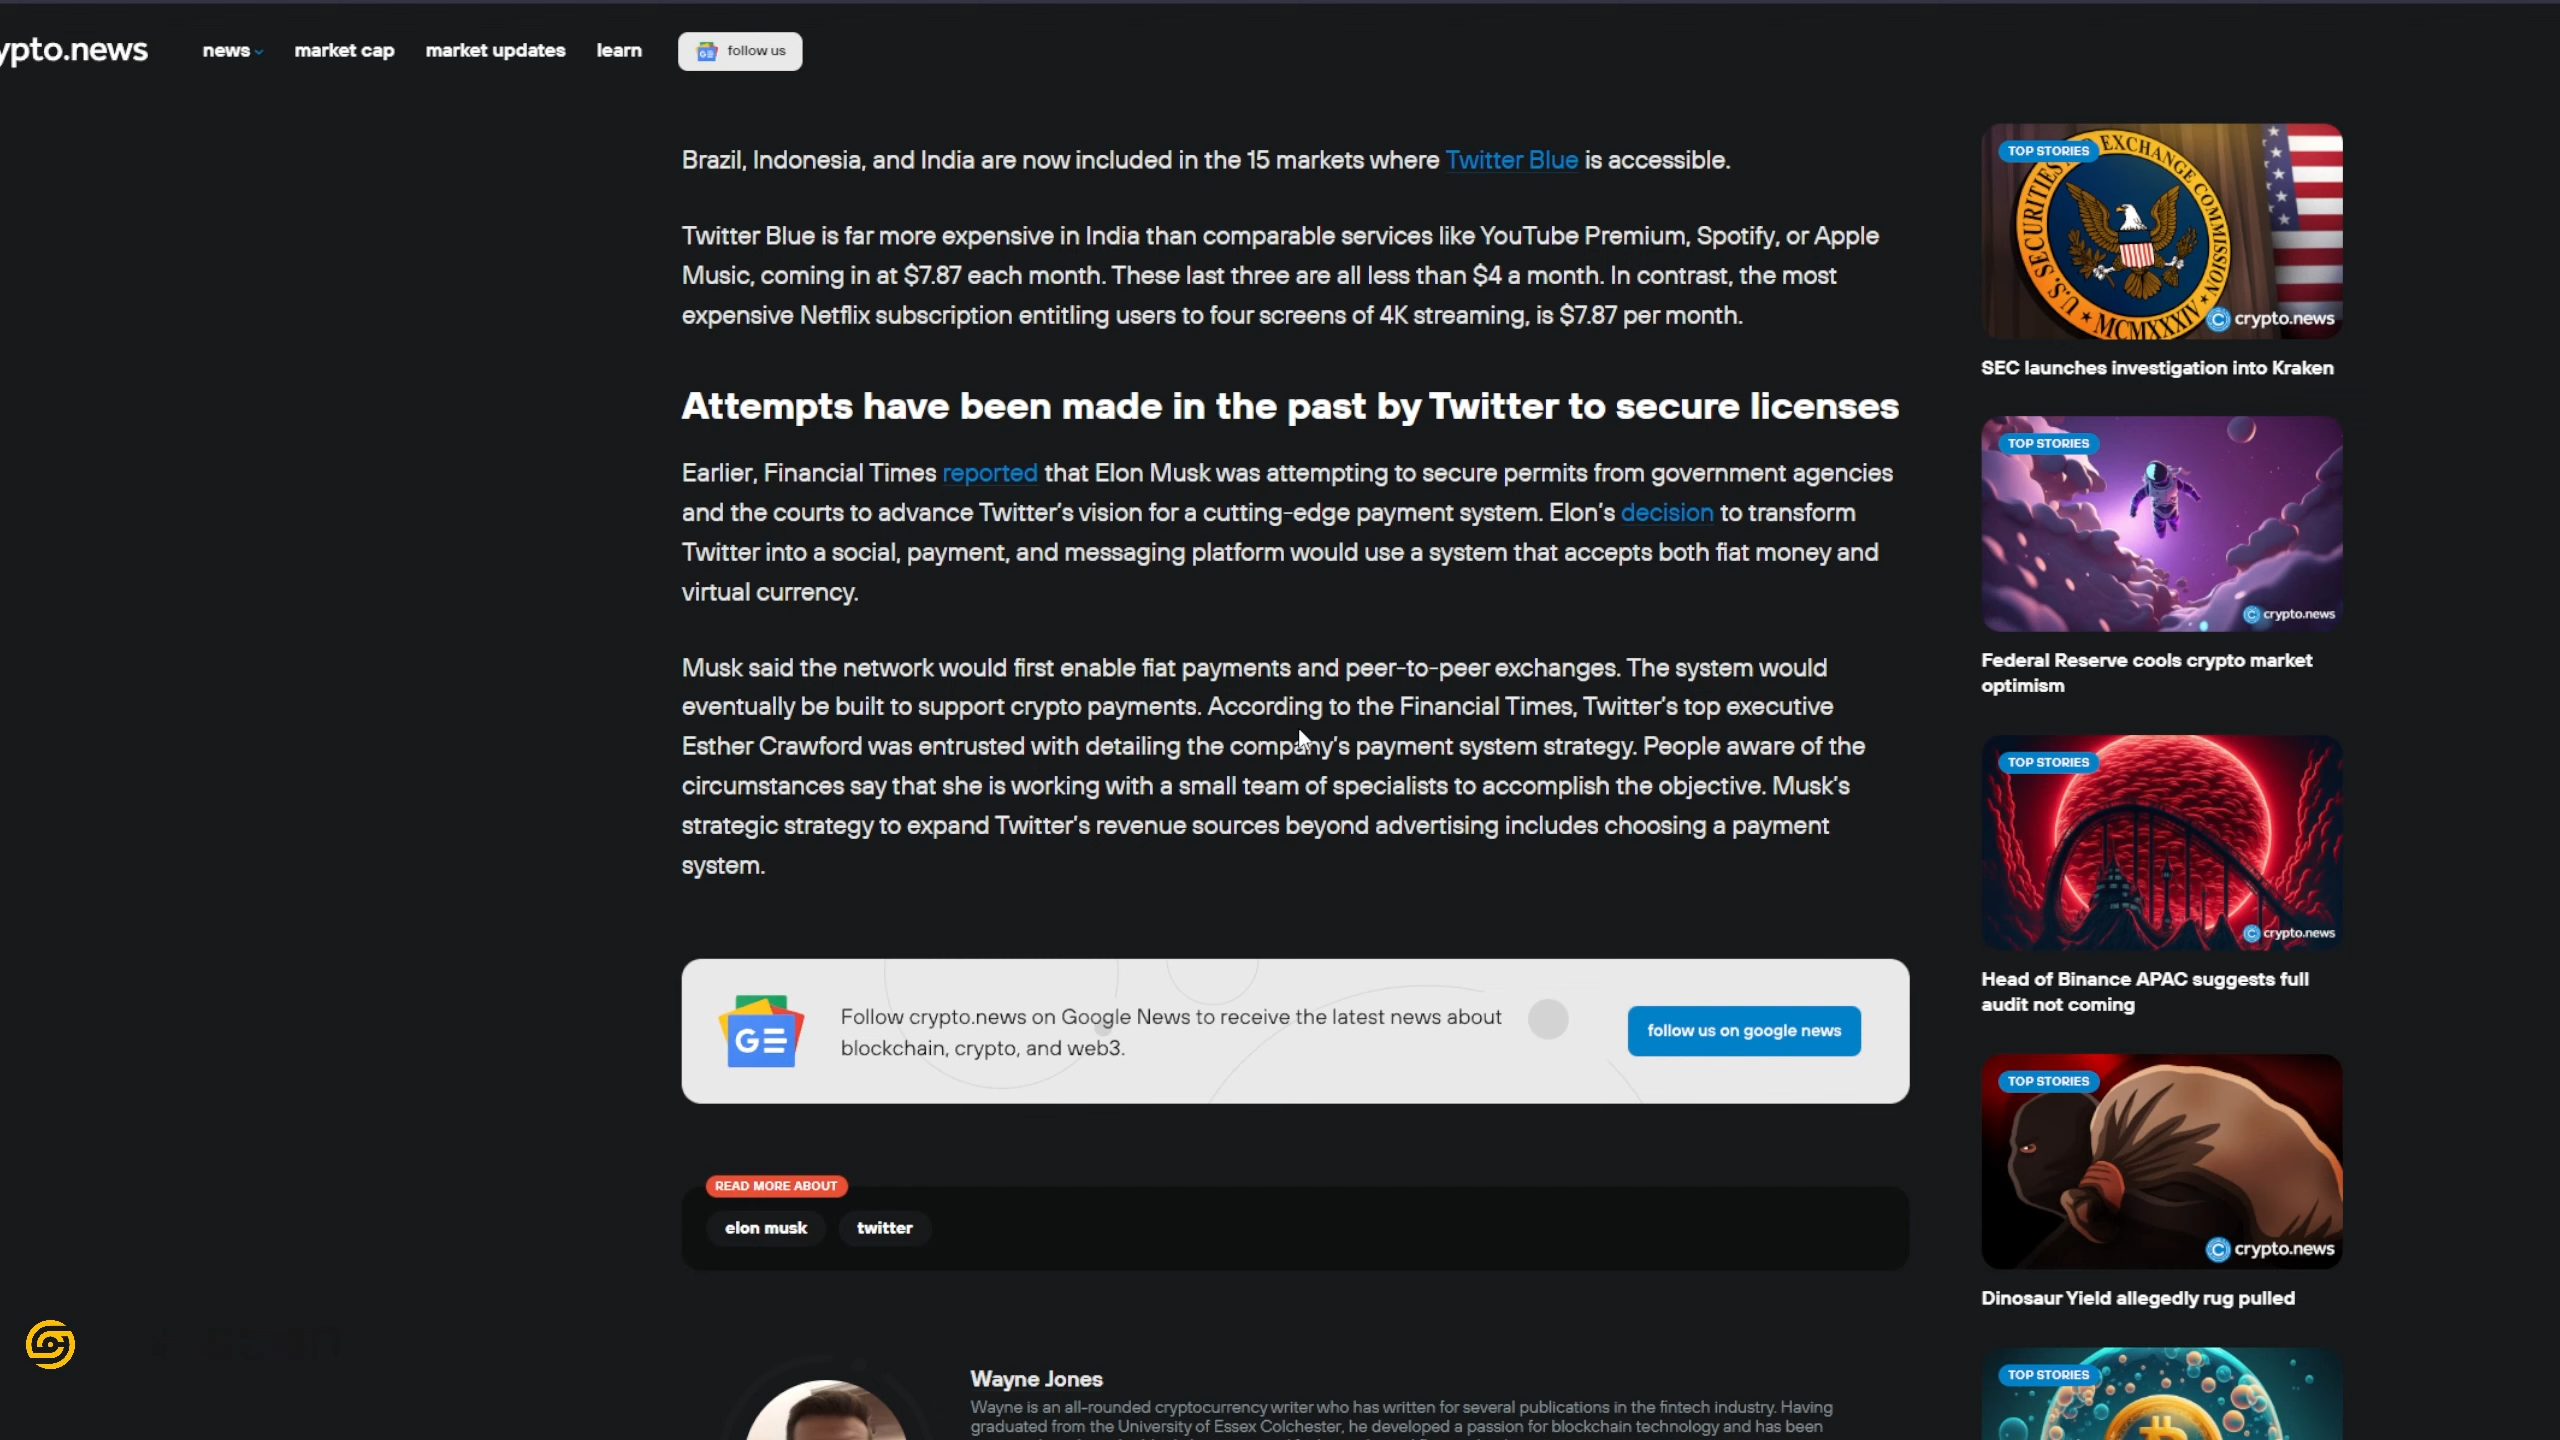 ypto.news
news
market cap
market updates
learn
follow us
Brazil, Indonesia, and India are now included in the 15 markets where Twitter Blue is accessible.
Twitter Blue is far more expensive in India than comparable services like YouTube Premium, Spotify, or Apple
Music, coming in at $7.87 each month. These last three are all less than $4 a month. In contrast, the most
expensive Netflix subscription entitling users to four screens of 4K streaming, is $7.87 per month.
Attempts have been made in the past by Twitter to secure licenses
Earlier, Financial Times reported that Elon Musk was attempting to secure permits from government agencies
and the courts to advance Twitter's vision for a cutting-edge payment system. Elon's decision to transform
Twitter into a social, payment, and messaging platform would use a system that accepts both fiat money and
virtual currency.
Musk said the network would first enable fiat payments and peer-to-peer exchanges. The system would
eventually be built to support crypto payments. According to the Financial Times, Twitter's top executive
Esther Crawford was entrusted with detailing the company's payment system strategy. People aware of the
circumstances say that she is working with a small team of specialists to accomplish the objective. Musk's
strategic strategy to expand Twitter's revenue sources beyond advertising includes choosing a payment
system.
GE
Follow crypto.news on Google News to receive the latest news about
blockchain, crypto, and web3.
follow us on google news
READ MORE ABOUT
elon musk
twitter
Wayne Jones
Wayne is an all-rounded cryptocurrency writer who has written for several publications in the fintech industry. Having
graduated from the University of Essex Colchester, he developed a passion for blockchain technology and has been
TOP STORIES
U.S. SECURITIES EXCHANGE COMMISSION
MCMXXXIV
crypto.news
SEC launches investigation into Kraken
TOP STORIES
crypto.news
Federal Reserve cools crypto market
optimism
TOP STORIES
crypto.news
Head of Binance APAC suggests full
audit not coming
TOP STORIES
crypto.news
Dinosaur Yield allegedly rug pulled
TOP STORIES